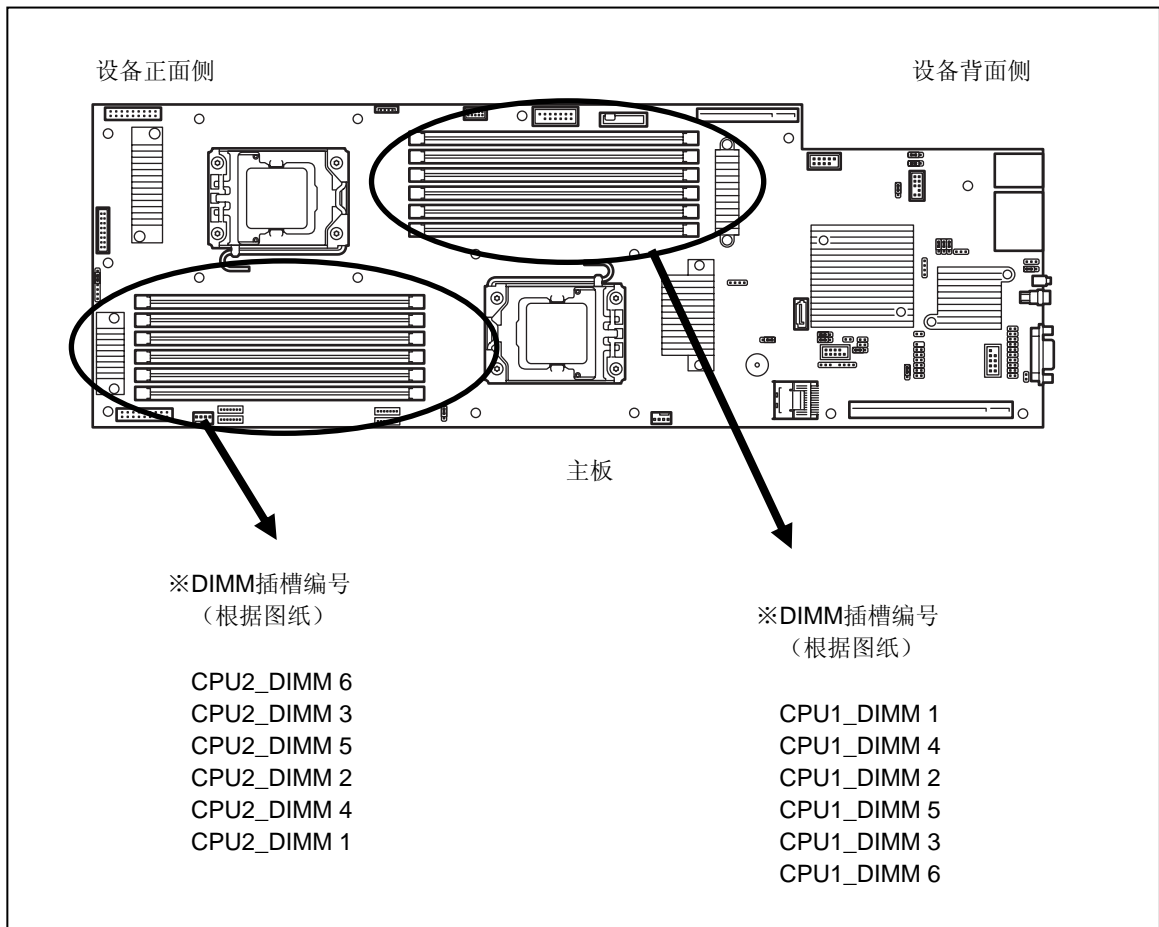 设备正面侧
设备背面侧
主板
※DIMM插槽编号
（根据图纸）
CPU2_DIMM 6
CPU2_DIMM 3
CPU2_DIMM 5
CPU2_DIMM 2
CPU2_DIMM 4
CPU2_DIMM 1
※DIMM插槽编号
（根据图纸）
CPU1_DIMM 1
CPU1_DIMM 4
CPU1_DIMM 2
CPU1_DIMM 5
CPU1_DIMM 3
CPU1_DIMM 6